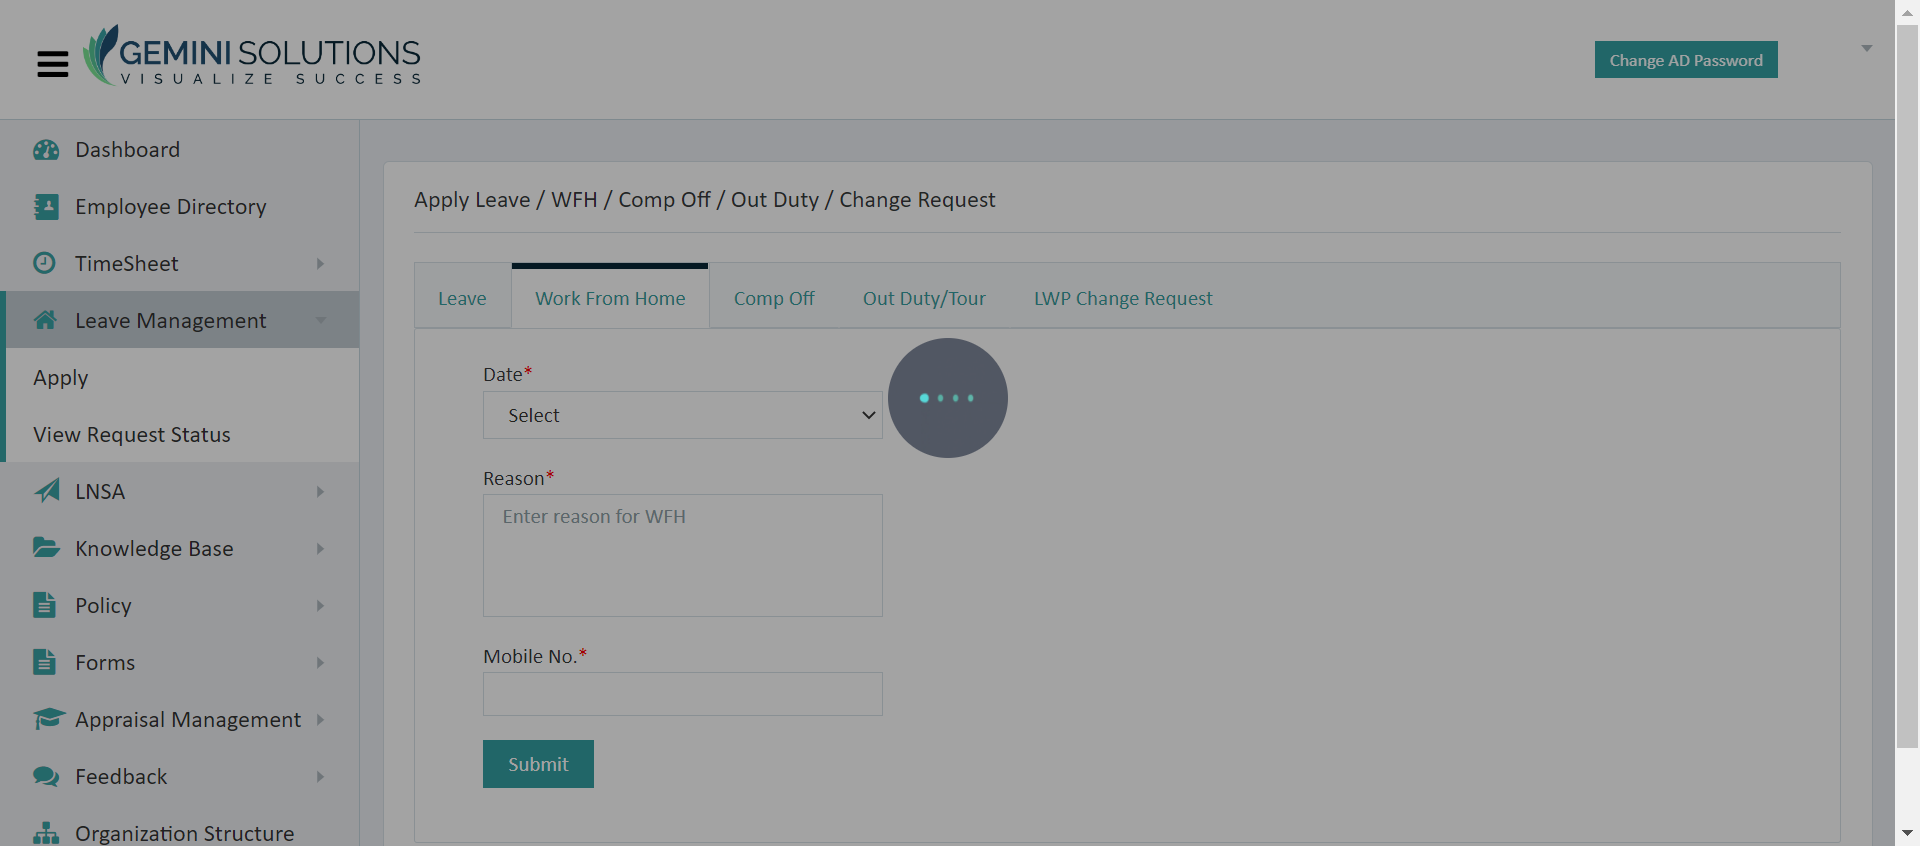 GEMINI SOLUTIONS
VISUALIZE SUCCESS
Change AD Password
Dashboard
Employee Directory
TimeSheet
Leave Management
Apply
View Request Status
LNSA
Knowledge Base
Policy
Forms
Appraisal Management
Feedback
Organization Structure
Apply Leave / WFH / Comp Off / Out Duty / Change Request
Leave Work From Home Comp Off Out Duty/Tour LWP Change Request
Date*
Select
Reason*
Enter reason for WFH
Mobile No.*
Submit